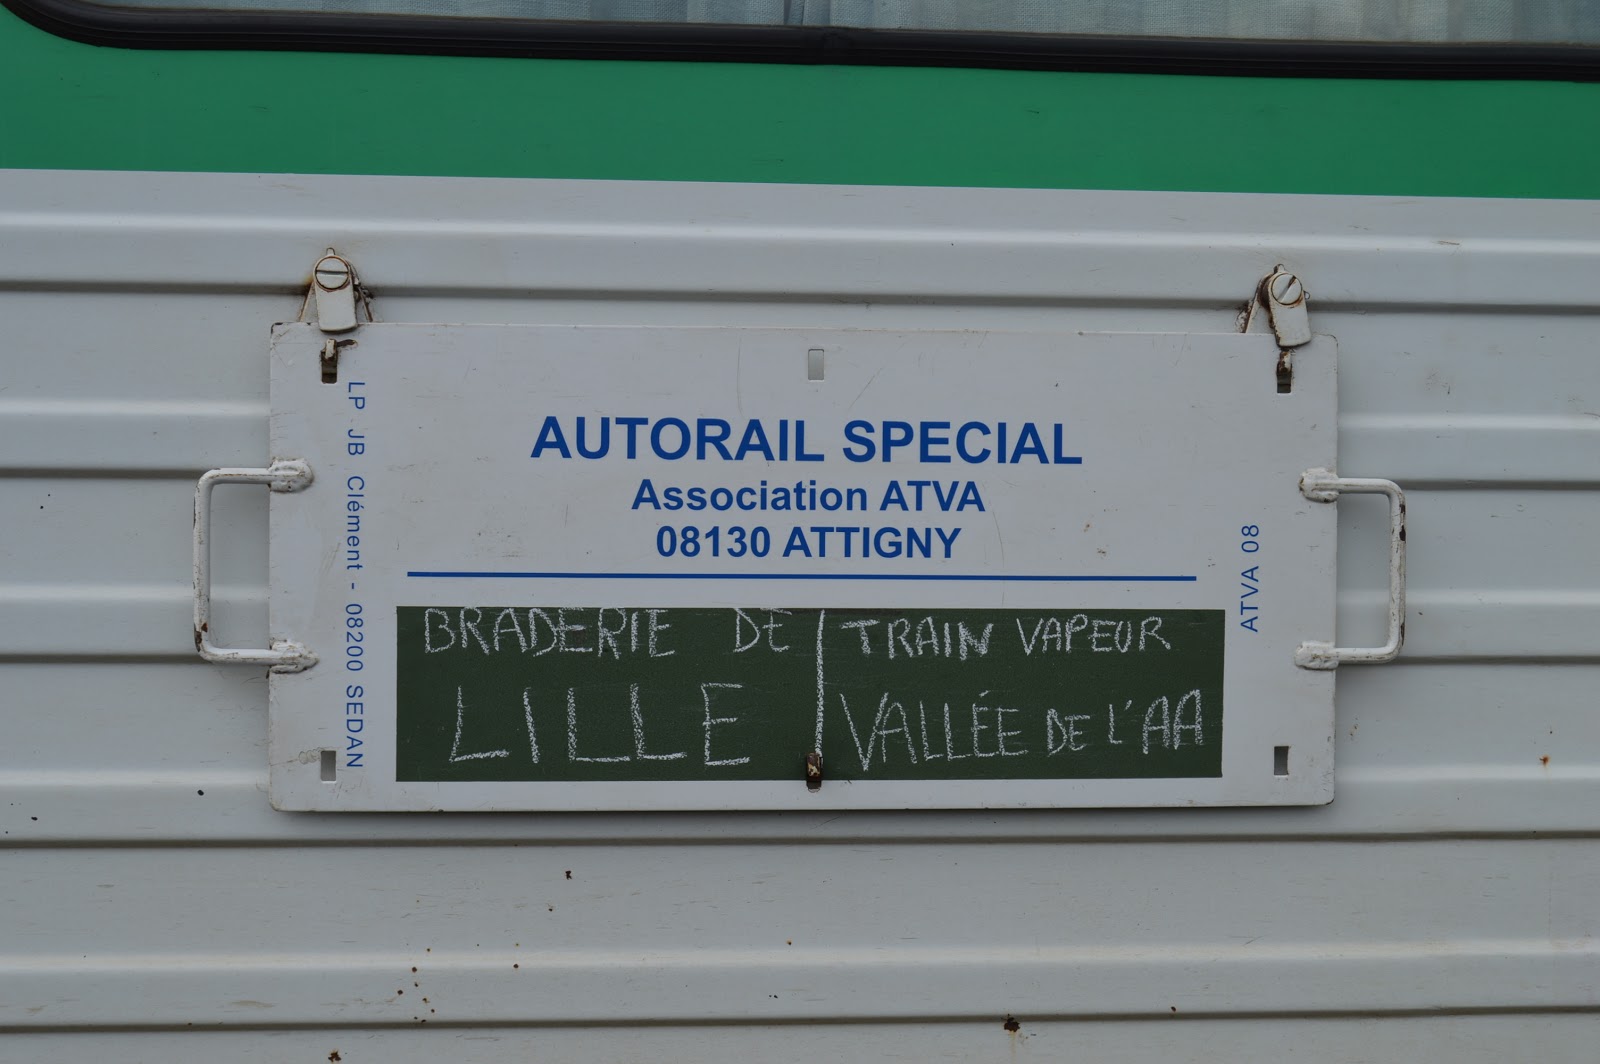 AUTORAIL SPECIAL
Association ATVA
08130 ATTIGNY
BRADERIE DE
LILLE
TRAIN VAPEUR
VALLÉE DE L'AA
LP JB Clément - 08200 SEDAN
ATVA 08